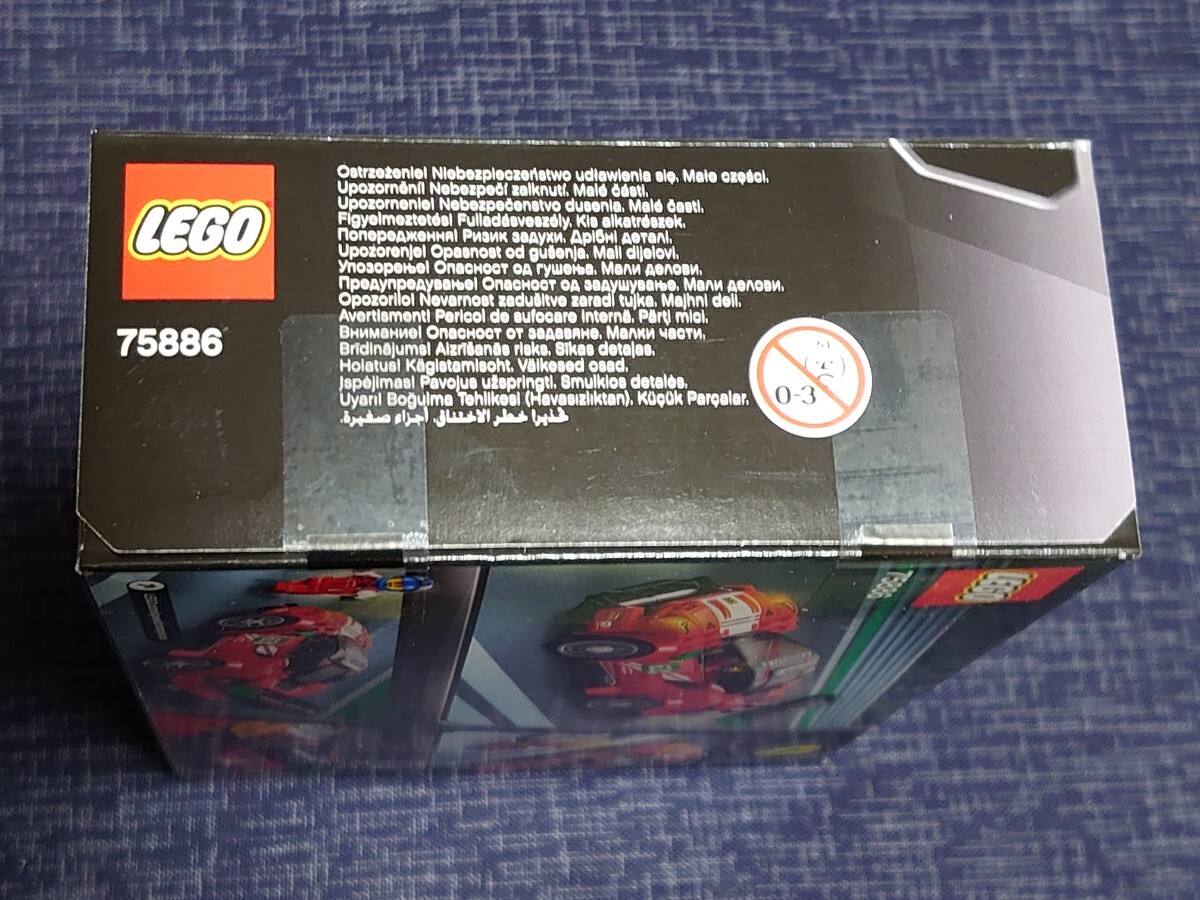 LEGO
75886
Ostrzeżenie! Niebezpieczeństwo udławienia się. Małe części.
Upozornění! Nebezpečí zalknutí. Malé části.
Upozornenie! Nebezpečenstvo dusenia. Malé časti.
Figyelmeztetés! Fulladásveszély. Kis alkatrészek.
Попередження! Ризик задухи. Дрібні деталі.
Upozorenje! Opasnost od gušenja. Mali dijelovi.
Упозорење! Опасност од гушења. Мали делови.
Предупредување! Опасност од задушување. Мали делови.
Opozorilo! Nevarnost zadušitve zaradi tujka. Majhni deli.
Avertisment! Pericol de sufocare internă. Părţi mici.
Внимание! Опасност от задавяне. Малки части.
Brīdinājums! Aizrīšanās risks. Sīkas detaļas.
Hoiatus! Kägistamisoht. Väikesed osad.
Įspėjimas! Pavojus užspringti. Smulkios detalės.
Uyarı! Boğulma Tehlikesi (Havasızlıktan). Küçük Parçalar.
تحذير! خطر الاختناق. أجزاء صغيرة.
0-3
75886
LEGO